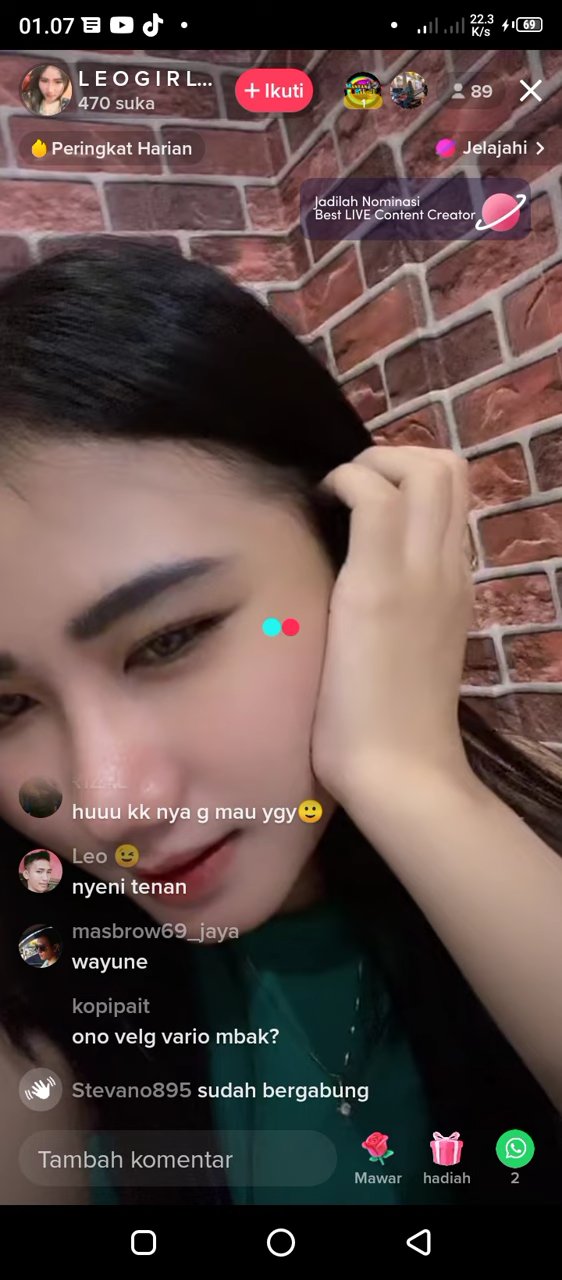 01.07
22.3
K/s
69
L E O G I R L...
470 suka
+ Ikuti
89
Peringkat Harian
Jelajahi >
Jadilah Nominasi
Best LIVE Content Creator
huuu kk nya g mau ygy🙂
Leo 😉
nyeni tenan
masbrow69_jaya
wayune
kopipait
ono velg vario mbak?
Stevano895 sudah bergabung
Tambah komentar
Mawar
hadiah
2